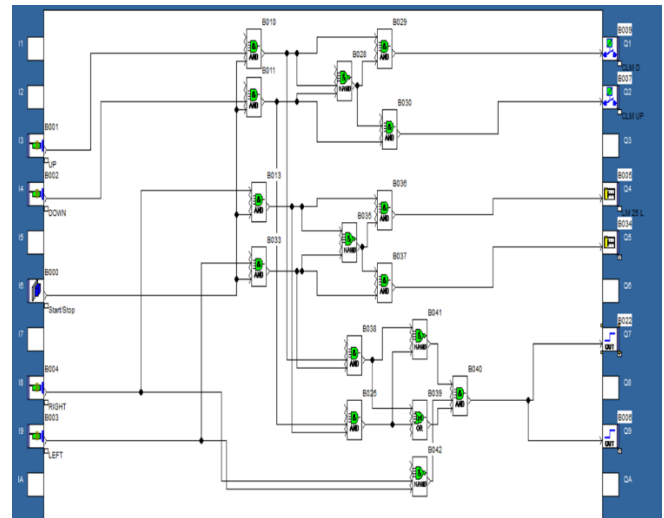 B010
B029
B009
I1
AND
AND
Q1
B028
CLM D
B011
B007
I2
NAND
Q2
AND
B030
CLM UP
B001
I3
AND
Q3
UP
B002
B013
B036
B005
I4
Q4
DOWN
AND
B035
AND
LM 25 L
B033
B034
I5
NAND
B037
Q5
B000
AND
I6
AND
Q6
Start/Stop
B038
B041
B022
I7
Q7
AND
NAND
B040
B004
B026
B039
I8
AND
Q8
RIGHT
B003
AND
OR
B006
I9
B042
Q9
LEFT
IA
NAND
QA